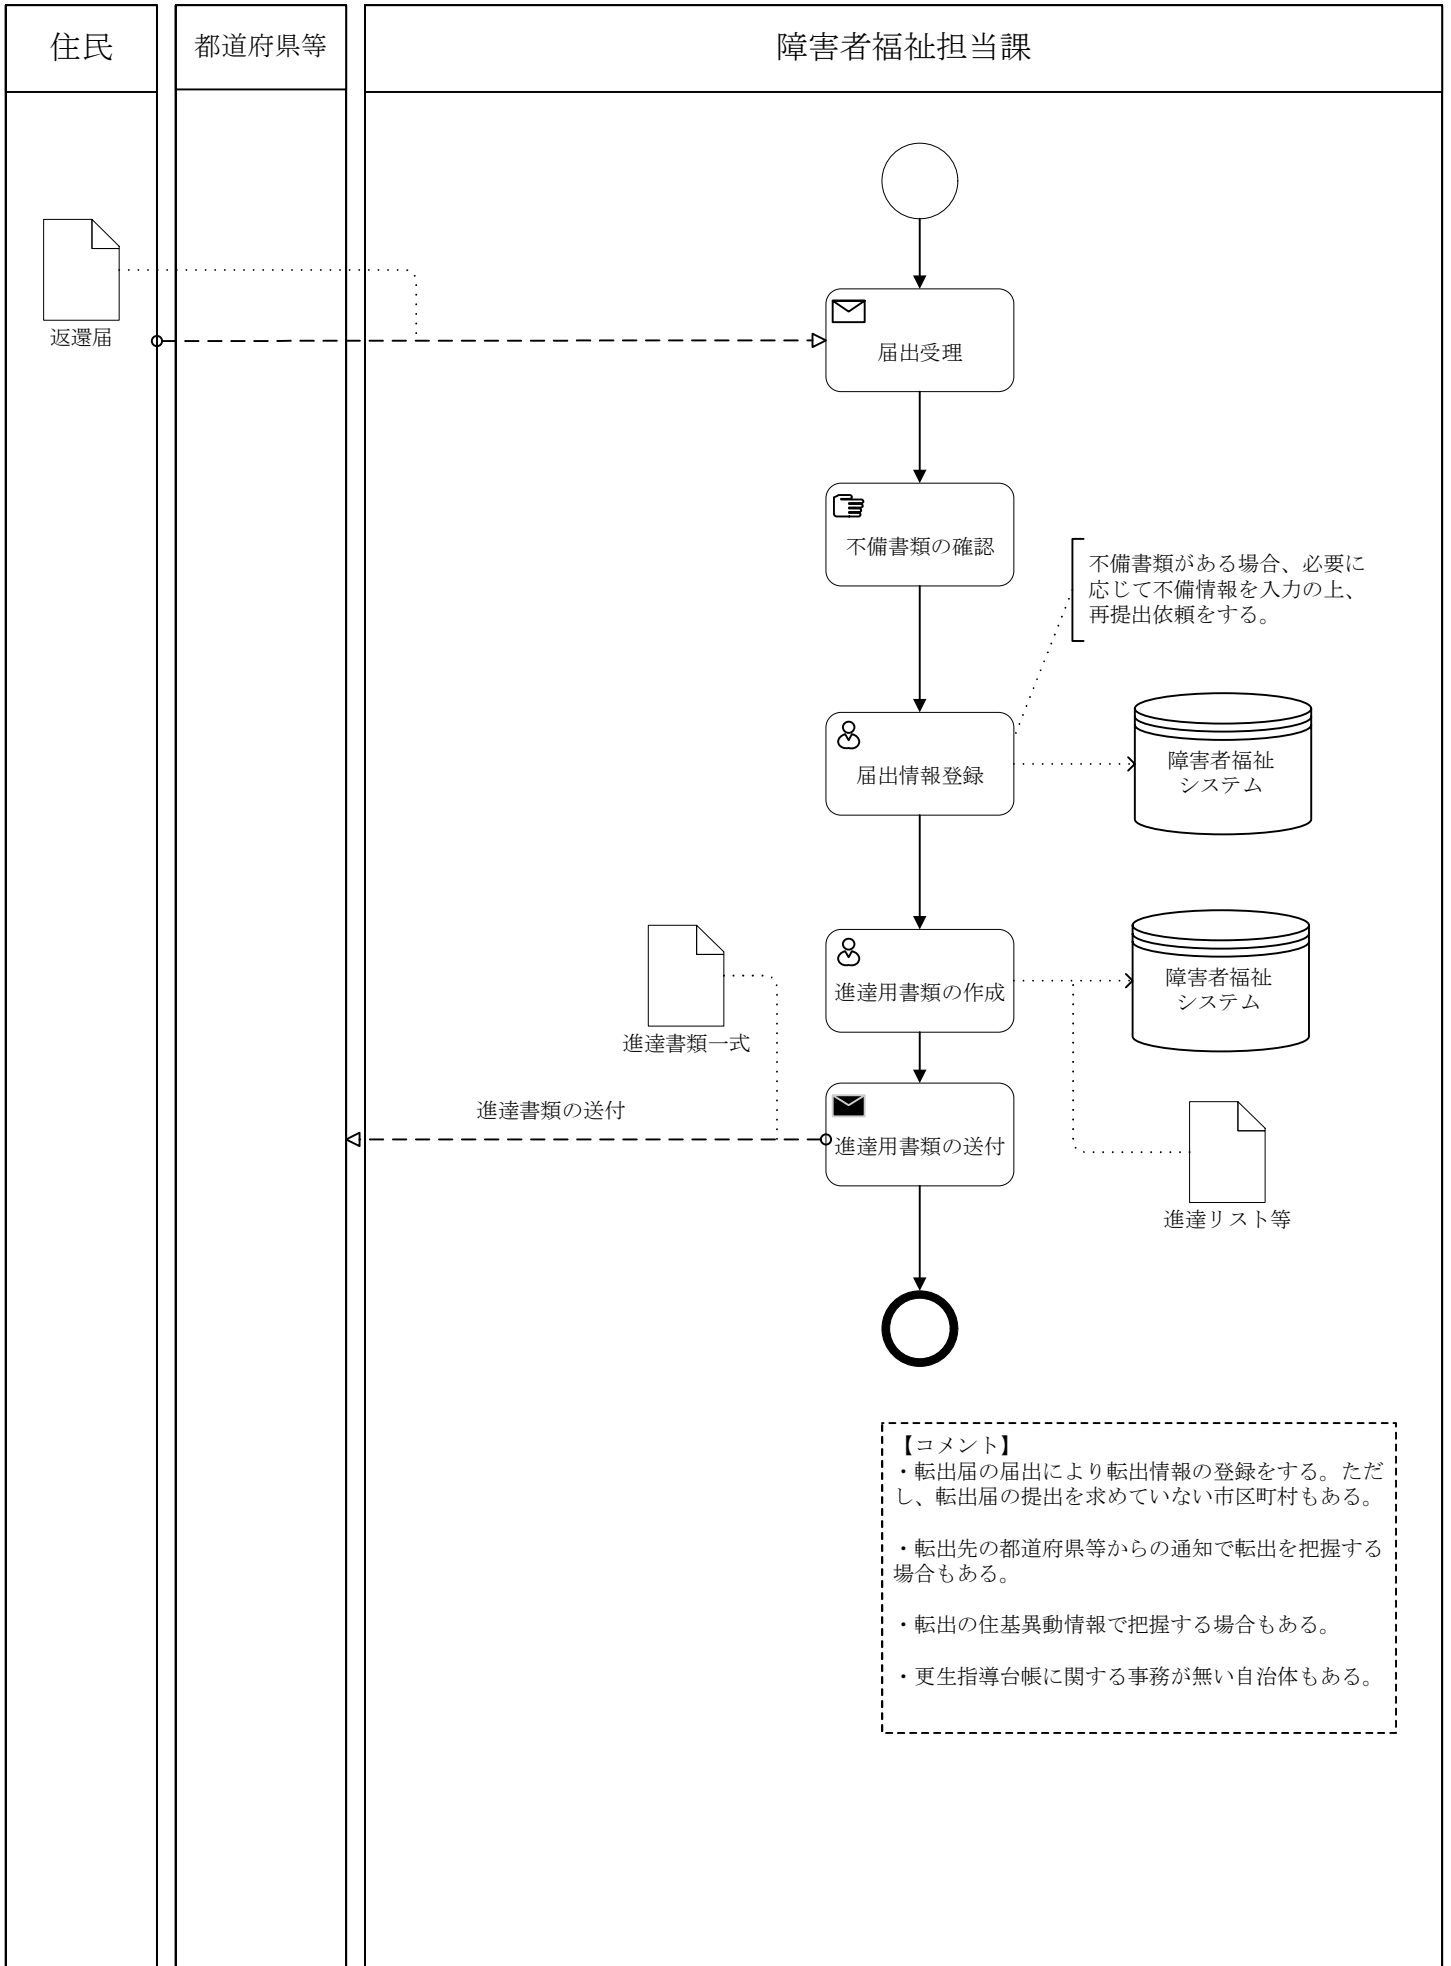 住民
都道府県等
障害者福祉担当課
返還届
届出受理
不備書類の確認
不備書類がある場合、必要に
応じて不備情報を入力の上、
再提出依頼をする。
届出情報登録
障害者福祉
システム
進達書類一式
進達用書類の作成
障害者福祉
システム
進達書類の送付
進達用書類の送付
進達リスト等
【コメント】
・転出届の届出により転出情報の登録をする。ただ
し、転出届の提出を求めていない市区町村もある。
・転出先の都道府県等からの通知で転出を把握する
場合もある。
・転出の住基異動情報で把握する場合もある。
・更生指導台帳に関する事務が無い自治体もある。